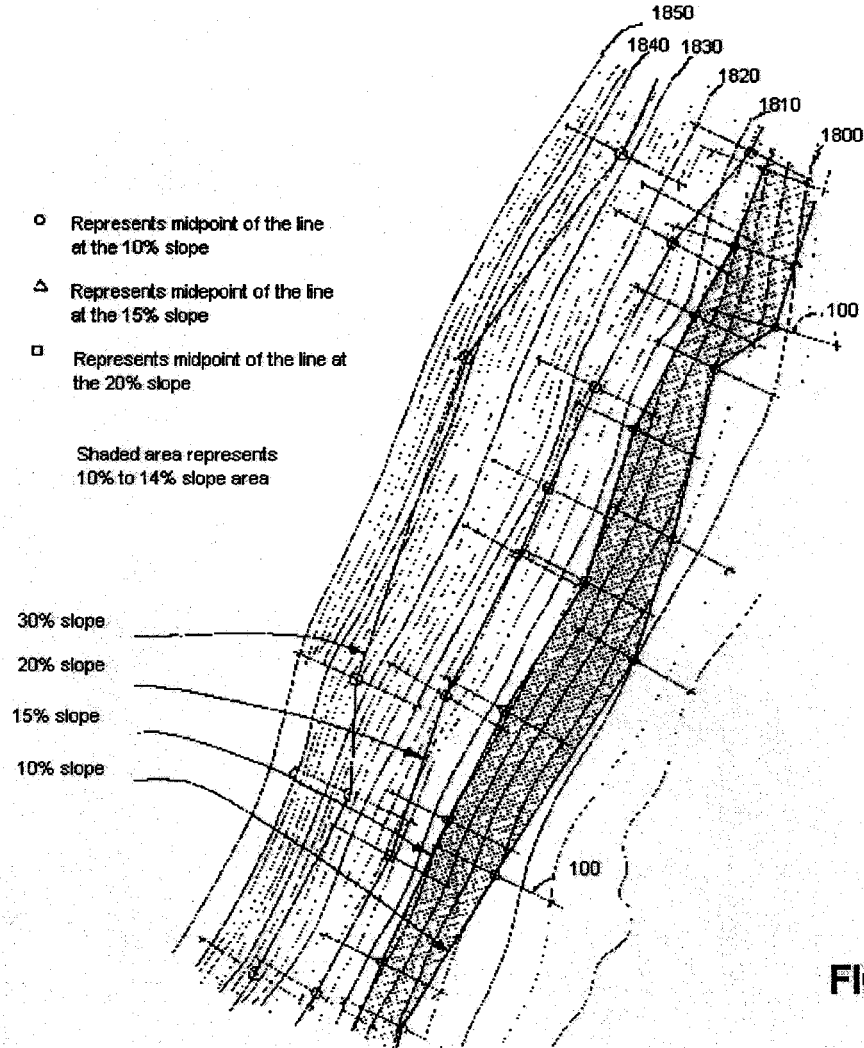 1850
1840
1830
1820
1810
1800
Represents midpoint of the line
at the 10% slope
Represents midepoint of the line
at the 15% slope
Represents midpoint of the line at
the 20% slope
100
Shaded area represents
10% to 14% slope area
30% slope
20% slope
15% slope
10% slope
100